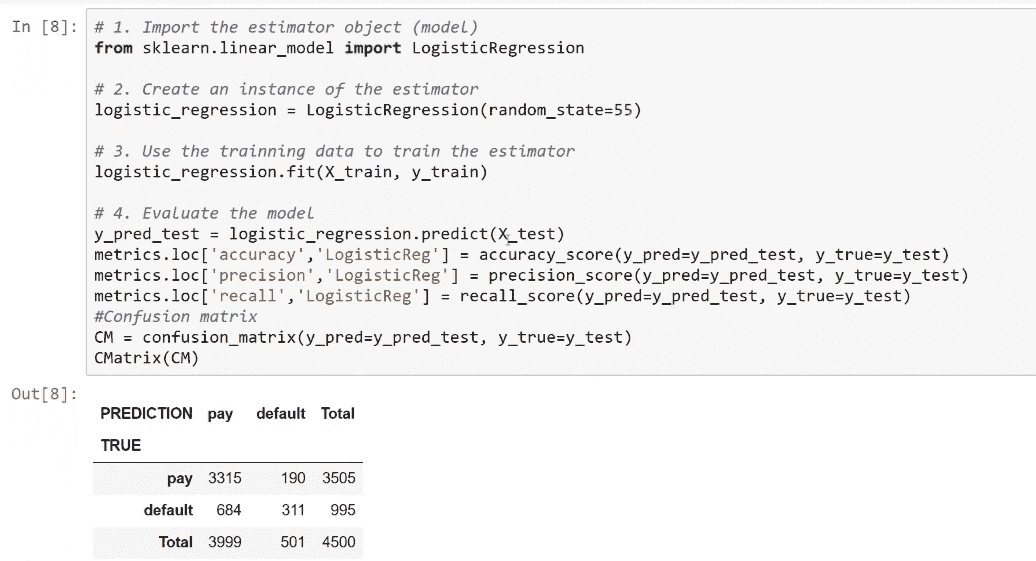 In [8]: # 1. Import the estimator object (model)
from sklearn.linear_model import LogisticRegression
# 2. Create an instance of the estimator
logistic_regression = LogisticRegression(random_state=55)
# 3. Use the trainning data to train the estimator
logistic_regression.fit(X_train, y_train)
# 4. Evaluate the model
y_pred_test = logistic_regression.predict(X_test)
metrics.loc['accuracy','LogisticReg'] = accuracy_score(y_pred=y_pred_test, y_true=y_test)
metrics.loc['precision','LogisticReg'] = precision_score(y_pred=y_pred_test, y_true=y_test)
metrics.loc['recall','LogisticReg'] = recall_score(y_pred=y_pred_test, y_true=y_test)
#Confusion matrix
CM = confusion_matrix(y_pred=y_pred_test, y_true=y_test)
CMatrix(CM)
Out[8]:
PREDICTION pay default Total
TRUE
pay 3315 190 3505
default 684 311 995
Total 3999 501 4500